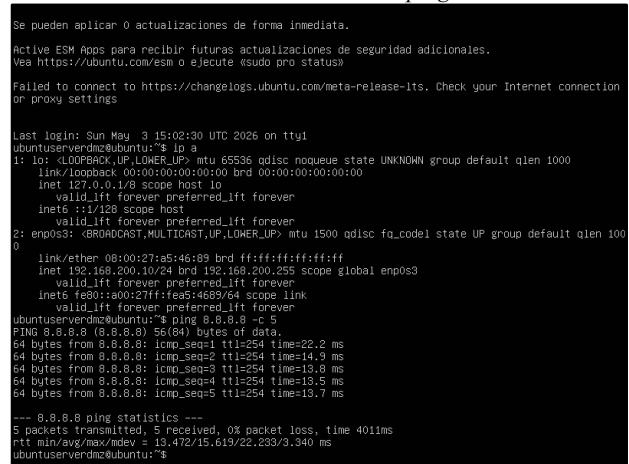 Se pueden aplicar 0 actualizaciones de forma inmediata.
Active ESM Apps para recibir futuras actualizaciones de seguridad adicionales.
Vea https://ubuntu.com/esm o ejecute «sudo pro status»
Failed to connect to https://changelogs.ubuntu.com/meta-release-lts. Check your Internet connection
or proxy settings
Last login: Sun May  3 15:02:30 UTC 2026 on tty1
ubuntuserverdmz@ubuntu:~$ ip a
1: lo: <LOOPBACK,UP,LOWER_UP> mtu 65536 qdisc noqueue state UNKNOWN group default qlen 1000
    link/loopback 00:00:00:00:00:00 brd 00:00:00:00:00:00
    inet 127.0.0.1/8 scope host lo
       valid_lft forever preferred_lft forever
    inet6 ::1/128 scope host
       valid_lft forever preferred_lft forever
2: enp0s3: <BROADCAST,MULTICAST,UP,LOWER_UP> mtu 1500 qdisc fq_codel state UP group default qlen 100
0
    link/ether 08:00:27:a5:46:89 brd ff:ff:ff:ff:ff:ff
    inet 192.168.200.10/24 brd 192.168.200.255 scope global enp0s3
       valid_lft forever preferred_lft forever
    inet6 fe80::a00:27ff:fea5:4689/64 scope link
       valid_lft forever preferred_lft forever
ubuntuserverdmz@ubuntu:~$ ping 8.8.8.8 -c 5
PING 8.8.8.8 (8.8.8.8) 56(84) bytes of data.
64 bytes from 8.8.8.8: icmp_seq=1 ttl=254 time=22.2 ms
64 bytes from 8.8.8.8: icmp_seq=2 ttl=254 time=14.9 ms
64 bytes from 8.8.8.8: icmp_seq=3 ttl=254 time=13.8 ms
64 bytes from 8.8.8.8: icmp_seq=4 ttl=254 time=13.5 ms
64 bytes from 8.8.8.8: icmp_seq=5 ttl=254 time=13.7 ms
--- 8.8.8.8 ping statistics ---
5 packets transmitted, 5 received, 0% packet loss, time 4011ms
rtt min/avg/max/mdev = 13.472/15.619/22.233/3.340 ms
ubuntuserverdmz@ubuntu:~$